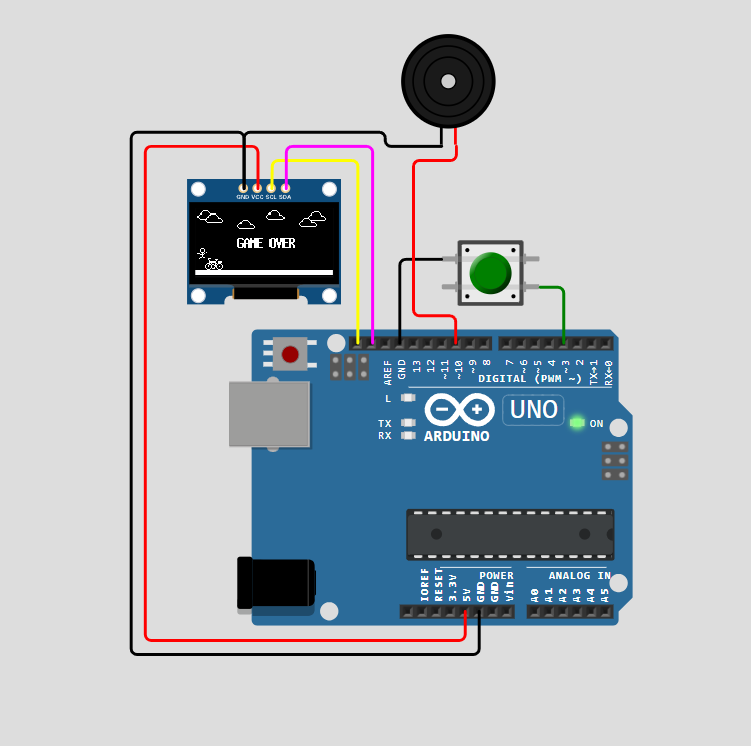 GND VCC SCL SDA
GAME OVER
AREF
GND
13
12
~11
~10
~9
8
7
~6
~5
4
~3
2
TX→1
RX←0
DIGITAL (PWM ~)
L
TX
RX
UNO
ARDUINO
ON
POWER
ANALOG IN
IOREF
RESET
3.3V
5V
GND
GND
Vin
A0
A1
A2
A3
A4
A5